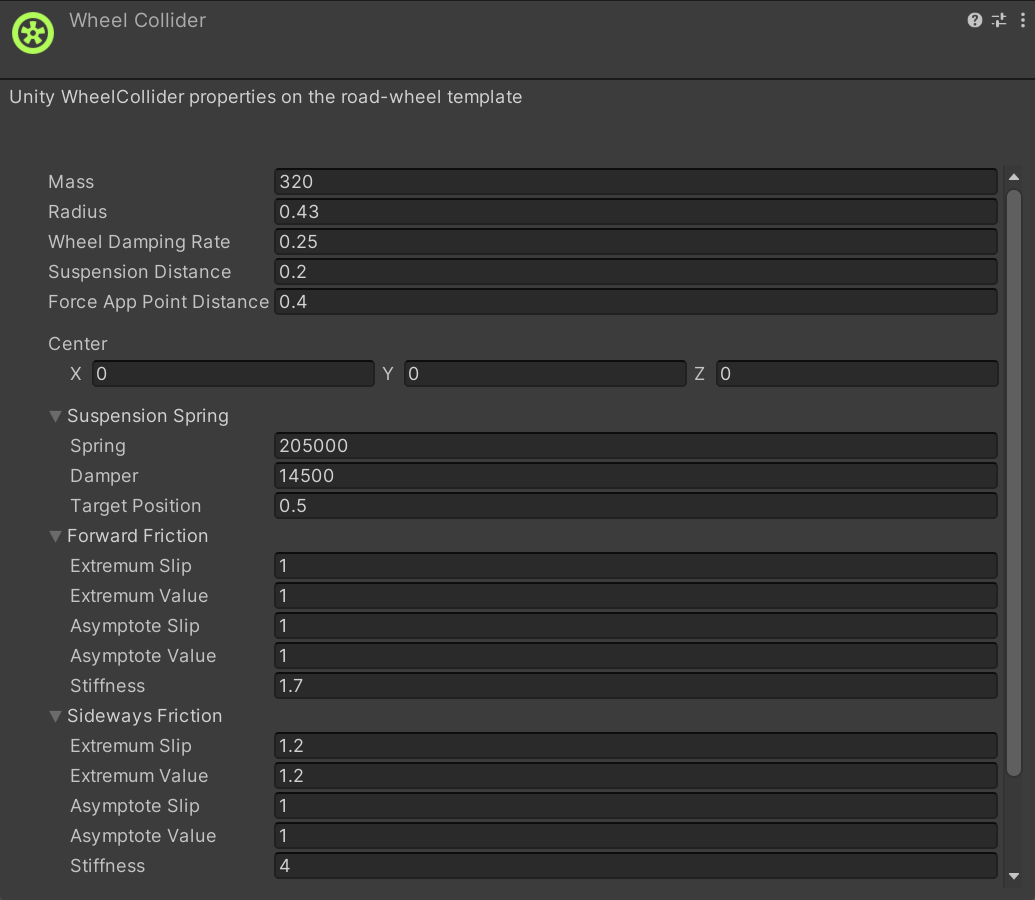 Wheel Collider
Unity WheelCollider properties on the road-wheel template
Mass 320
Radius 0.43
Wheel Damping Rate 0.25
Suspension Distance 0.2
Force App Point Distance 0.4
Center
X 0 Y 0 Z 0
Suspension Spring
Spring 205000
Damper 14500
Target Position 0.5
Forward Friction
Extremum Slip 1
Extremum Value 1
Asymptote Slip 1
Asymptote Value 1
Stiffness 1.7
Sideways Friction
Extremum Slip 1.2
Extremum Value 1.2
Asymptote Slip 1
Asymptote Value 1
Stiffness 4